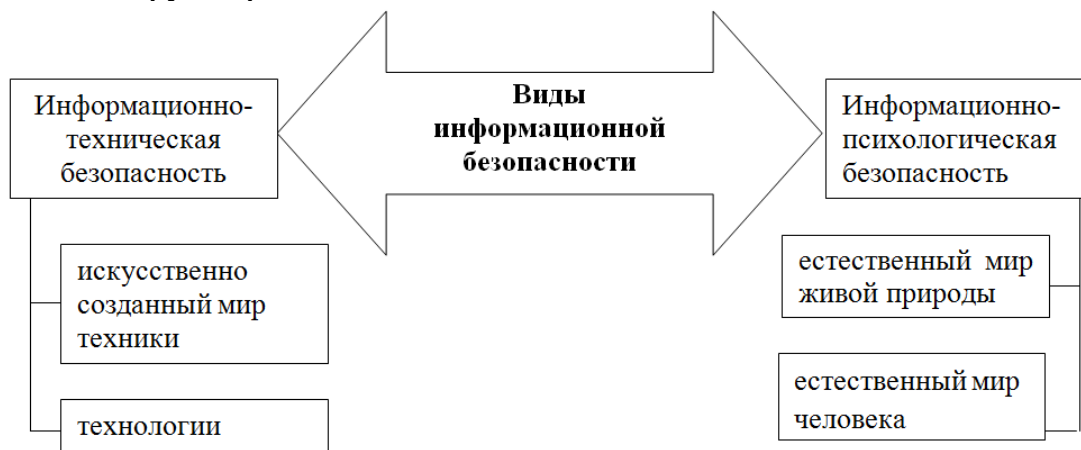 Виды
информационной
безопасности
Информационно-
техническая
безопасность
искусственно
созданный мир
техники
технологии
Информационно-
психологическая
безопасность
естественный мир
живой природы
естественный мир
человека